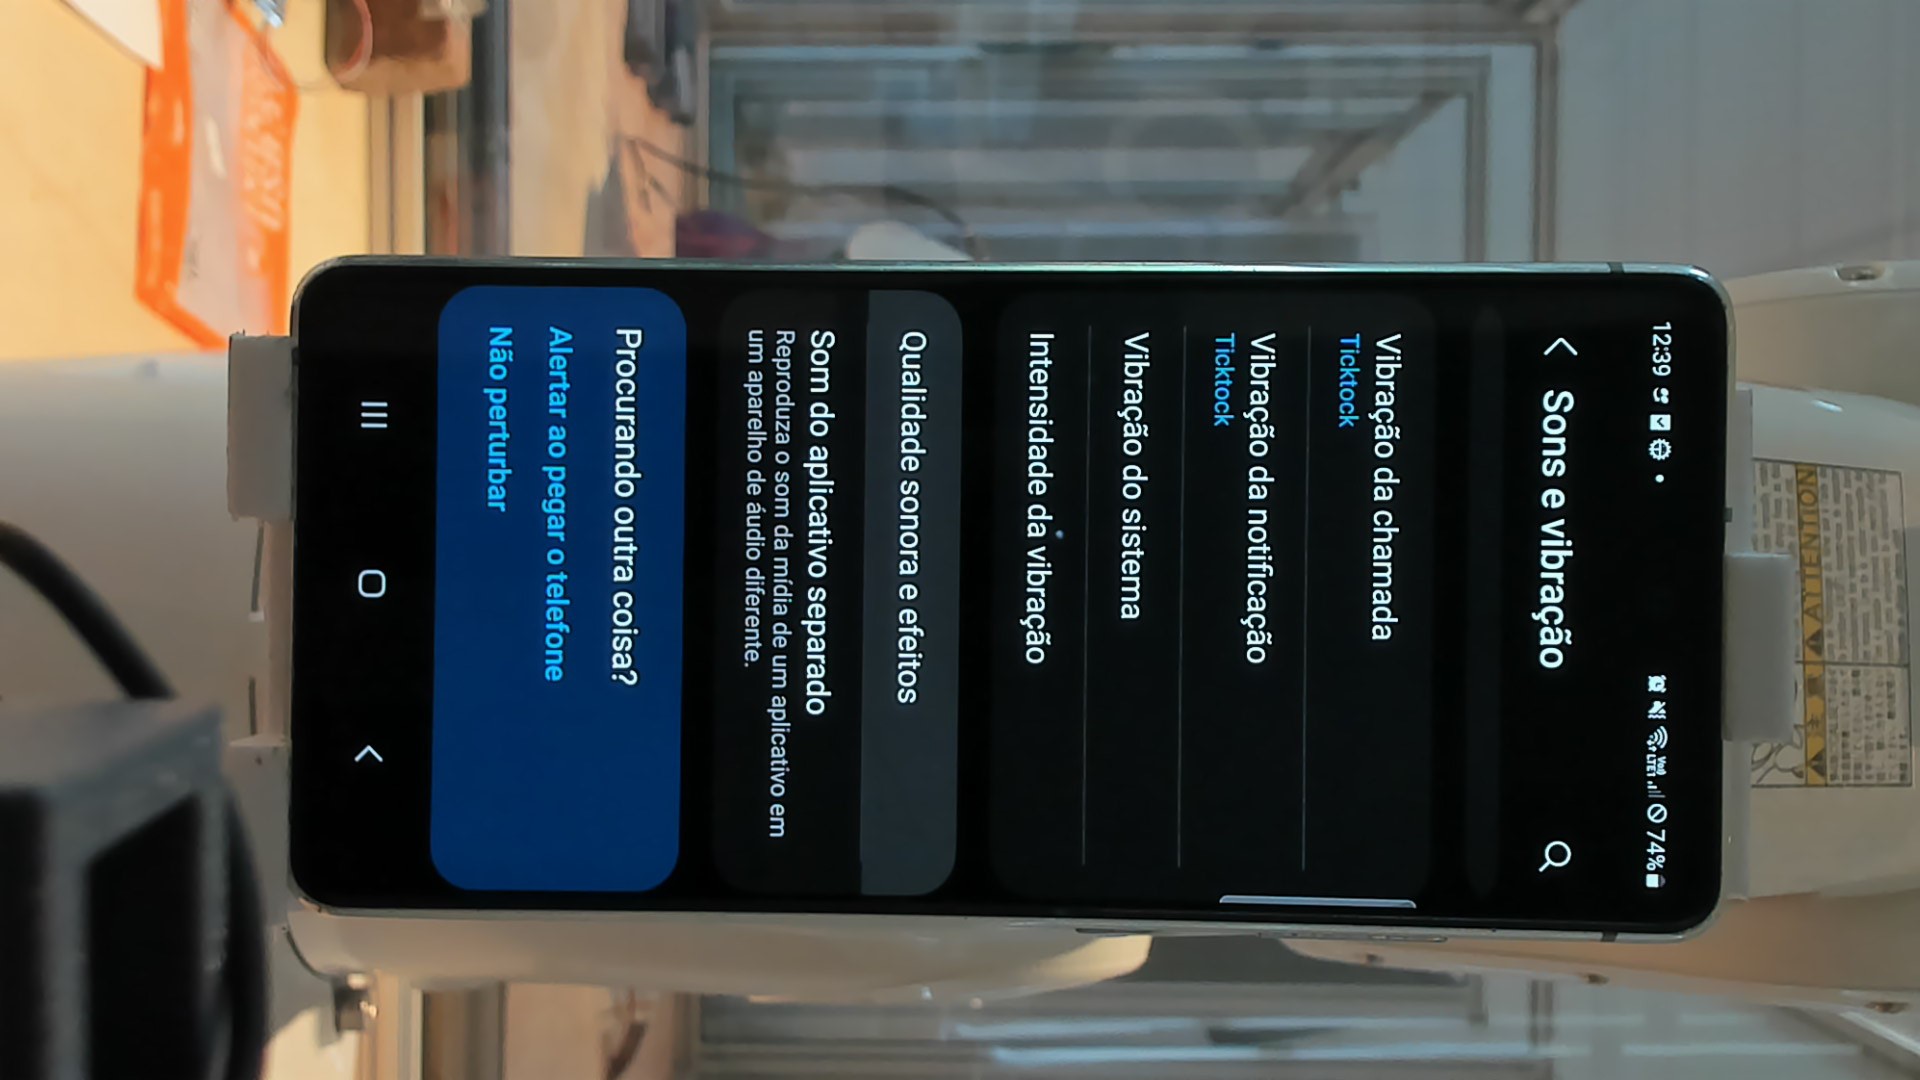 12:39
LTE1
74%
Sons e vibração
Vibração da chamada
Ticktock
Vibração da notificação
Ticktock
Vibração do sistema
Intensidade da vibração
Qualidade sonora e efeitos
Som do aplicativo separado
Reproduza o som da mídia de um aplicativo em
um aparelho de áudio diferente.
Procurando outra coisa?
Alertar ao pegar o telefone
Não perturbar